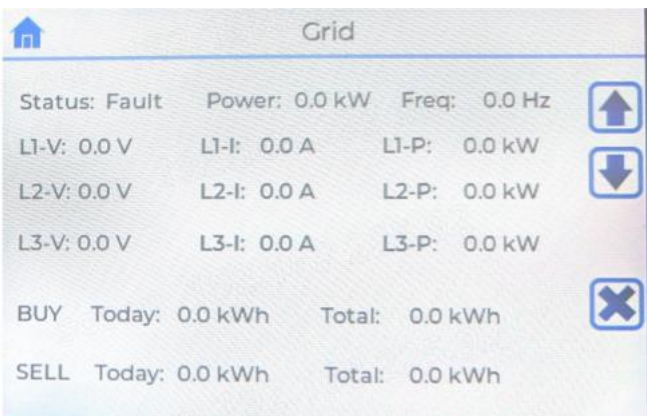 Grid
Status: Fault Power: 0.0 kW Freq: 0.0 Hz
L1-V: 0.0 V L1-I: 0.0 A L1-P: 0.0 kW
L2-V: 0.0 V L2-I: 0.0 A L2-P: 0.0 kW
L3-V: 0.0 V L3-I: 0.0 A L3-P: 0.0 kW
BUY Today: 0.0 kWh Total: 0.0 kWh
SELL Today: 0.0 kWh Total: 0.0 kWh